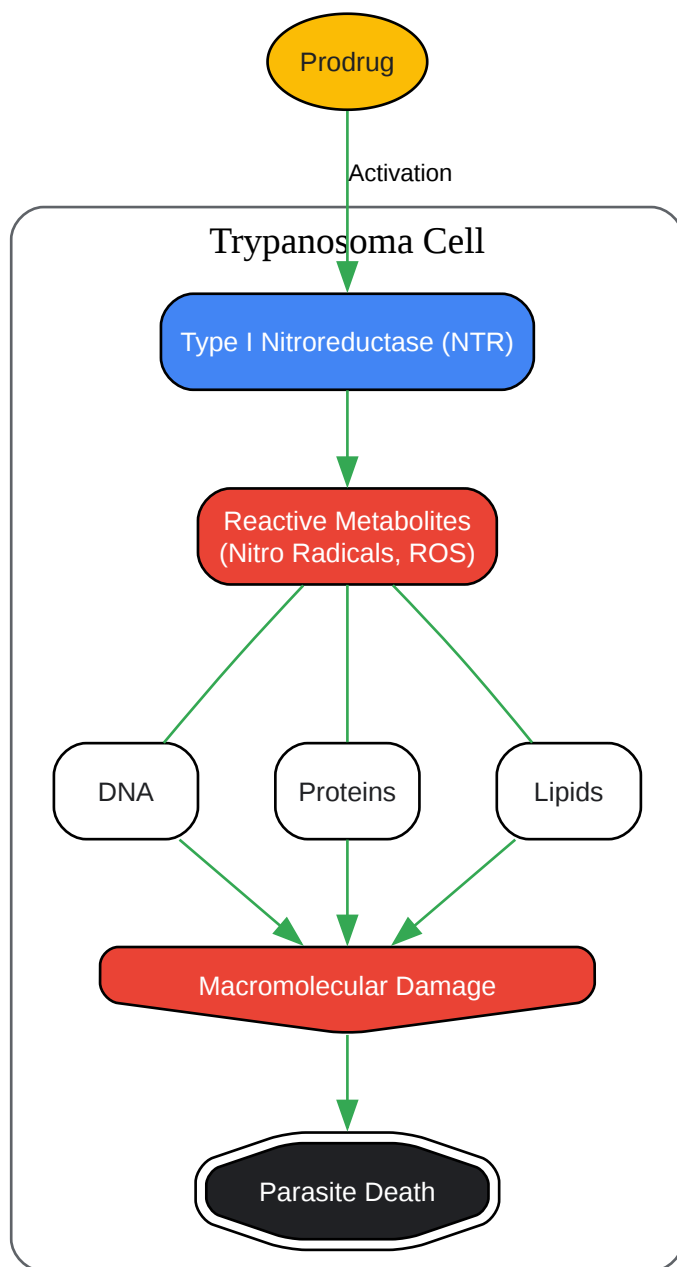 Prodrug
Activation
Trypanosoma Cell
Type I Nitroreductase (NTR)
Reactive Metabolites
(Nitro Radicals, ROS)
DNA
Proteins
Lipids
Macromolecular Damage
Parasite Death